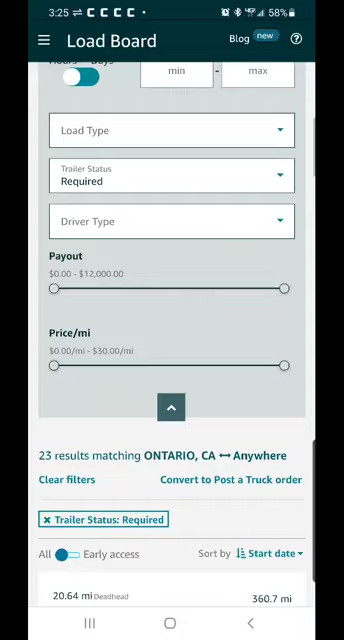 3:25 58%
Load Board Blog new
Hours Days
min - max
Load Type
Trailer Status
Required
Driver Type
Payout
$0.00 - $12,000.00
Price/mi
$0.00/mi - $30.00/mi
23 results matching ONTARIO, CA Anywhere
Clear filters Convert to Post a Truck order
Trailer Status: Required
All Early access Sort by Start date
20.64 mi Deadhead 360.7 mi